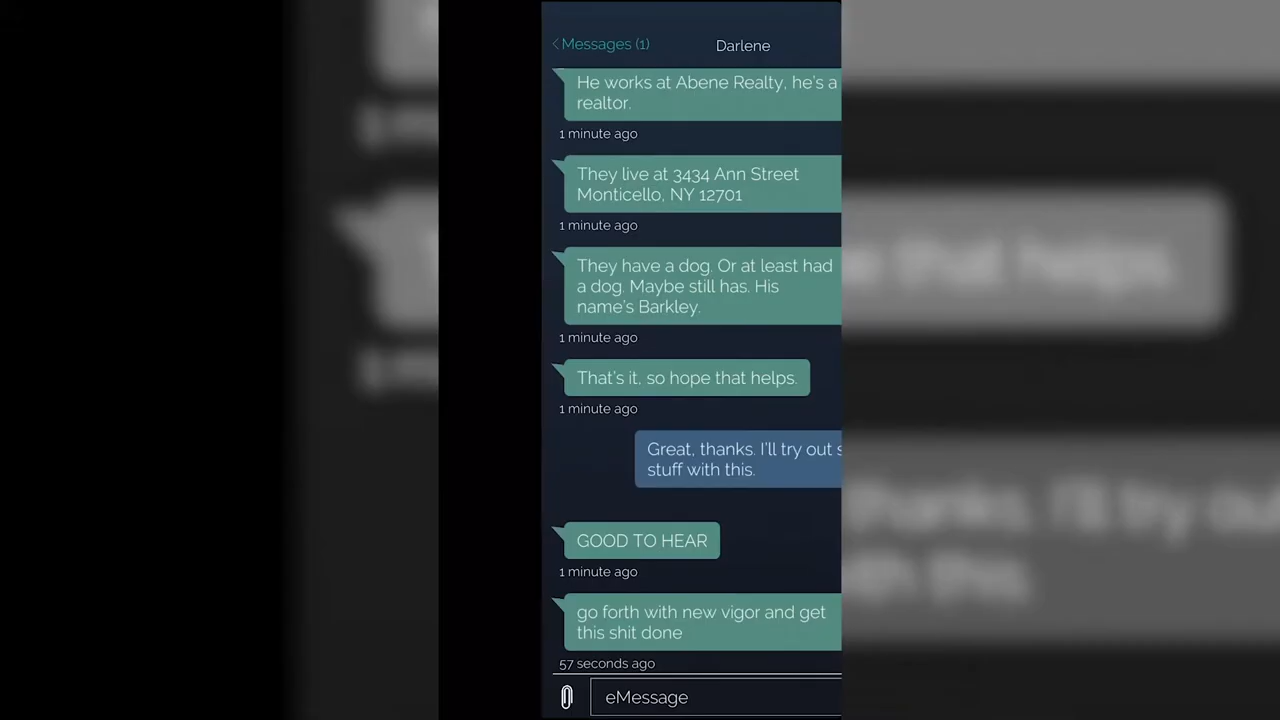 Messages (1)
Darlene
He works at Abene Realty, he's a
realtor.
1 minute ago
They live at 3434 Ann Street
Monticello, NY 12701
1 minute ago
They have a dog. Or at least had
a dog. Maybe still has. His
name's Barkley.
1 minute ago
That's it, so hope that helps.
1 minute ago
Great, thanks. I'll try out
stuff with this.
GOOD TO HEAR
1 minute ago
go forth with new vigor and get
this shit done
57 seconds ago
eMessage